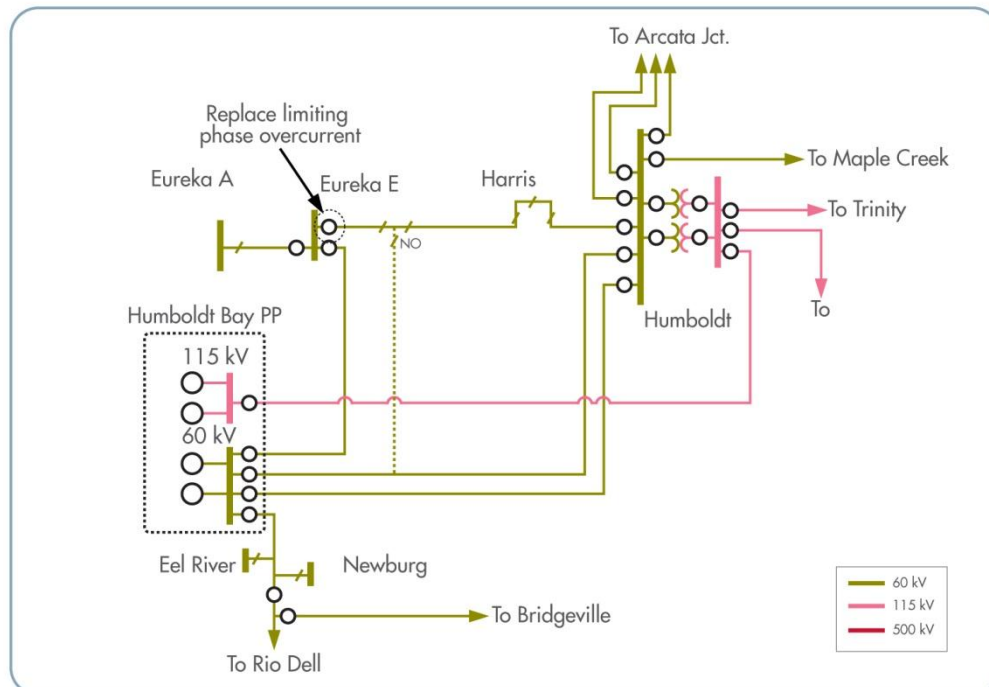 To Arcata Jct.
Replace limiting
phase overcurrent
Eureka A
Eureka E
Harris
To Maple Creek
To Trinity
NO
To
Humboldt
Humboldt Bay PP
115 kV
60 kV
Eel River
Newburg
To Bridgeville
To Rio Dell
60 kV
115 kV
500 kV